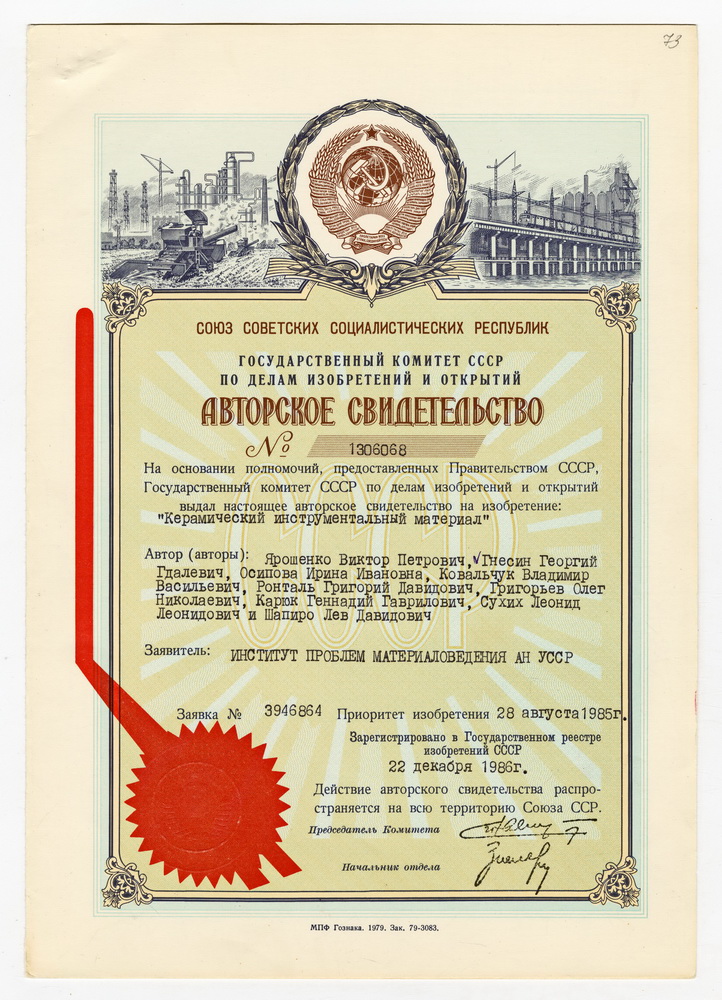 73
СОЮЗ СОВЕТСКИХ СОЦИАЛИСТИЧЕСКИХ РЕСПУБЛИК
ГОСУДАРСТВЕННЫЙ КОМИТЕТ СССР
ПО ДЕЛАМ ИЗОБРЕТЕНИЙ И ОТКРЫТИЙ
АВТОРСКОЕ СВИДЕТЕЛЬСТВО
№ 1306068
На основании полномочий, предоставленных Правительством СССР,
Государственный комитет СССР по делам изобретений и открытий
выдал настоящее авторское свидетельство на изобретение:
"Керамический инструментальный материал"
Автор (авторы): Ярошенко Виктор Петрович, Гнесин Георгий
Гдалевич, Осипова Ирина Ивановна, Ковальчук Владимир
Васильевич, Ронталь Григорий Давидович, Григорьев Олег
Николаевич, Карюк Геннадий Гаврилович, Сухих Леонид
Леонидович и Шапиро Лев Давидович
СССР
Заявитель: ИНСТИТУТ ПРОБЛЕМ МАТЕРИАЛОВЕДЕНИЯ АН УССР
Заявка № 3946864 Приоритет изобретения 28 августа 1985г.
Зарегистрировано в Государственном реестре
изобретений СССР
22 декабря 1986г.
Действие авторского свидетельства распро-
страняется на всю территорию Союза ССР.
Председатель Комитета
Начальник отдела
МПФ Гознака. 1979. Зак. 79-3083.